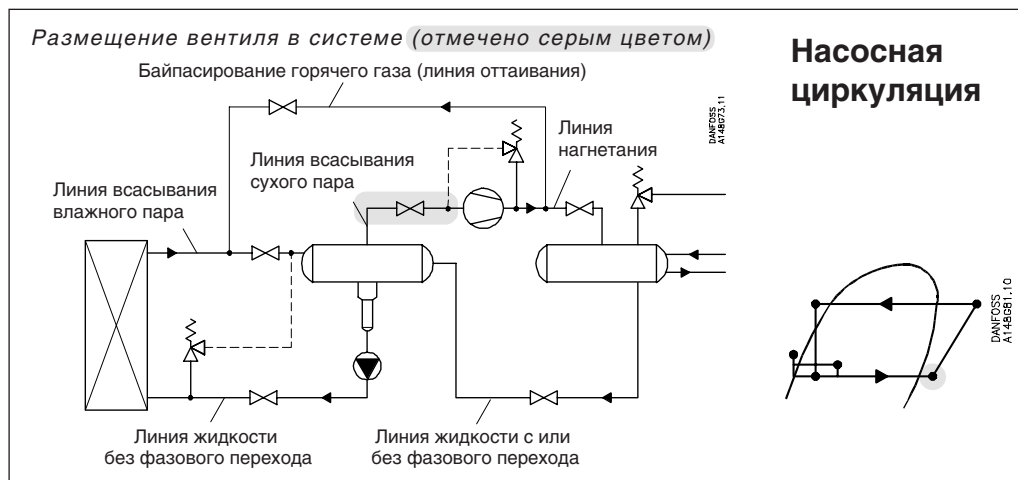 Размещение вентиля в системе (отмечено серым цветом)
Насосная
циркуляция
Байпасирование горячего газа (линия оттаивания)
DANFOSS
A14BG73,11
Линия
нагнетания
Линия всасывания
сухого пара
Линия всасывания
влажного пара
DANFOSS
A14BG81,10
Линия жидкости
без фазового перехода
Линия жидкости с или
без фазового перехода